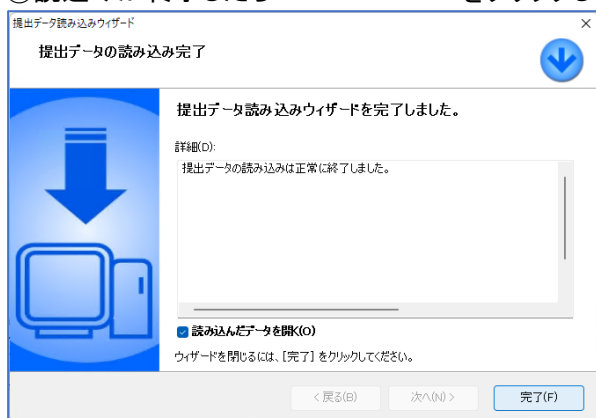 提出データ読み込みウィザード
提出データの読み込み完了
提出データ読み込みウィザードを完了しました。
詳細(D):
提出データの読み込みは正常に終了しました。
読み込んだデータを開く(O)
ウィザードを閉じるには、[完了] をクリックしてください。
< 戻る(B) 次へ(N) > 完了(F)